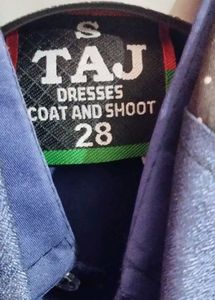 S
TAJ
DRESSES
COAT AND SHOOT
28